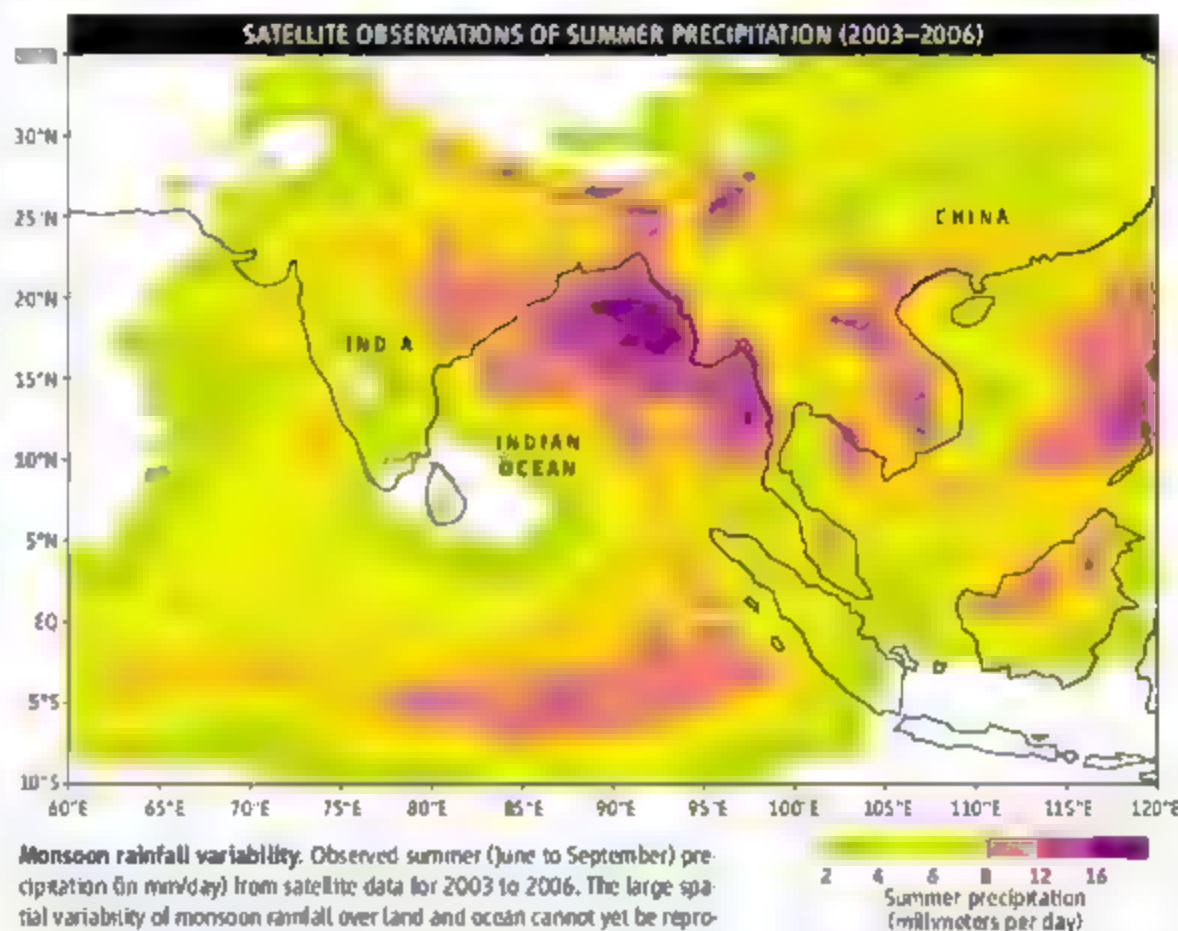 SATELLITE OBSERVATIONS OF SUMMER PRECIPITATION (2003–2006)
30°N
25°N
20°N
15°N
10°N
5°N
EQ
5°S
10°S
CHINA
IND A
INDIAN
OCEAN
60°E 65°E 70°E 75°E 80°E 85°E 90°E 95°E 100°E 105°E 110°E 115°E 120°E
Monsoon rainfall variability. Observed summer (June to September) pre-
cipitation (in mm/day) from satellite data for 2003 to 2006. The large spa-
tial variability of monsoon rainfall over land and ocean cannot yet be repro-
2 4 6 8 12 16
Summer precipitation
(millimeters per day)